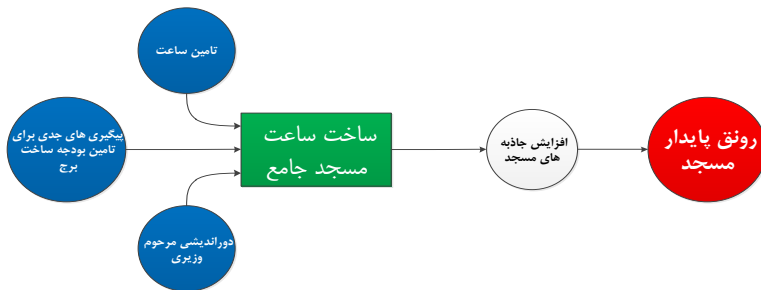 تامین ساعت
پیگیری های جدی برای
تامین بودجه ساخت
برج
دوراندیشی مرحوم
وزیری
ساخت ساعت
مسجد جامع
افزایش جاذبه
های مسجد
رونق پایدار
مسجد